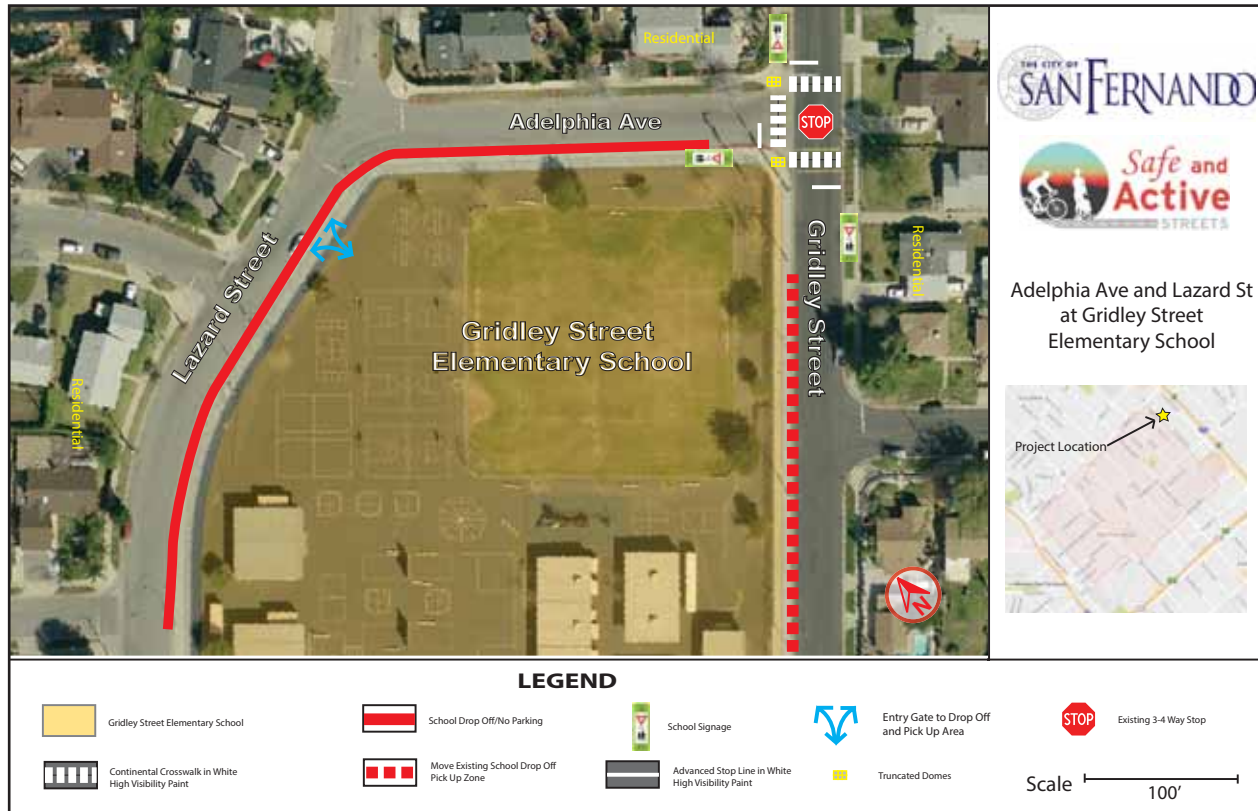 Residential
Adelphia Ave
STOP
Lazard Street
Gridley Street
Elementary School
Gridley Street
Residential
Residential
N
THE CITY OF
SAN FERNANDO
Safe and
Active
STREETS
Adelphia Ave and Lazard St
at Gridley Street
Elementary School
Project Location
LEGEND
Gridley Street Elementary School
School Drop Off/No Parking
School Signage
Entry Gate to Drop Off
and Pick Up Area
STOP
Existing 3-4 Way Stop
Continental Crosswalk in White
High Visibility Paint
Move Existing School Drop Off
Pick Up Zone
Advanced Stop Line in White
High Visibility Paint
Truncated Domes
Scale
100'